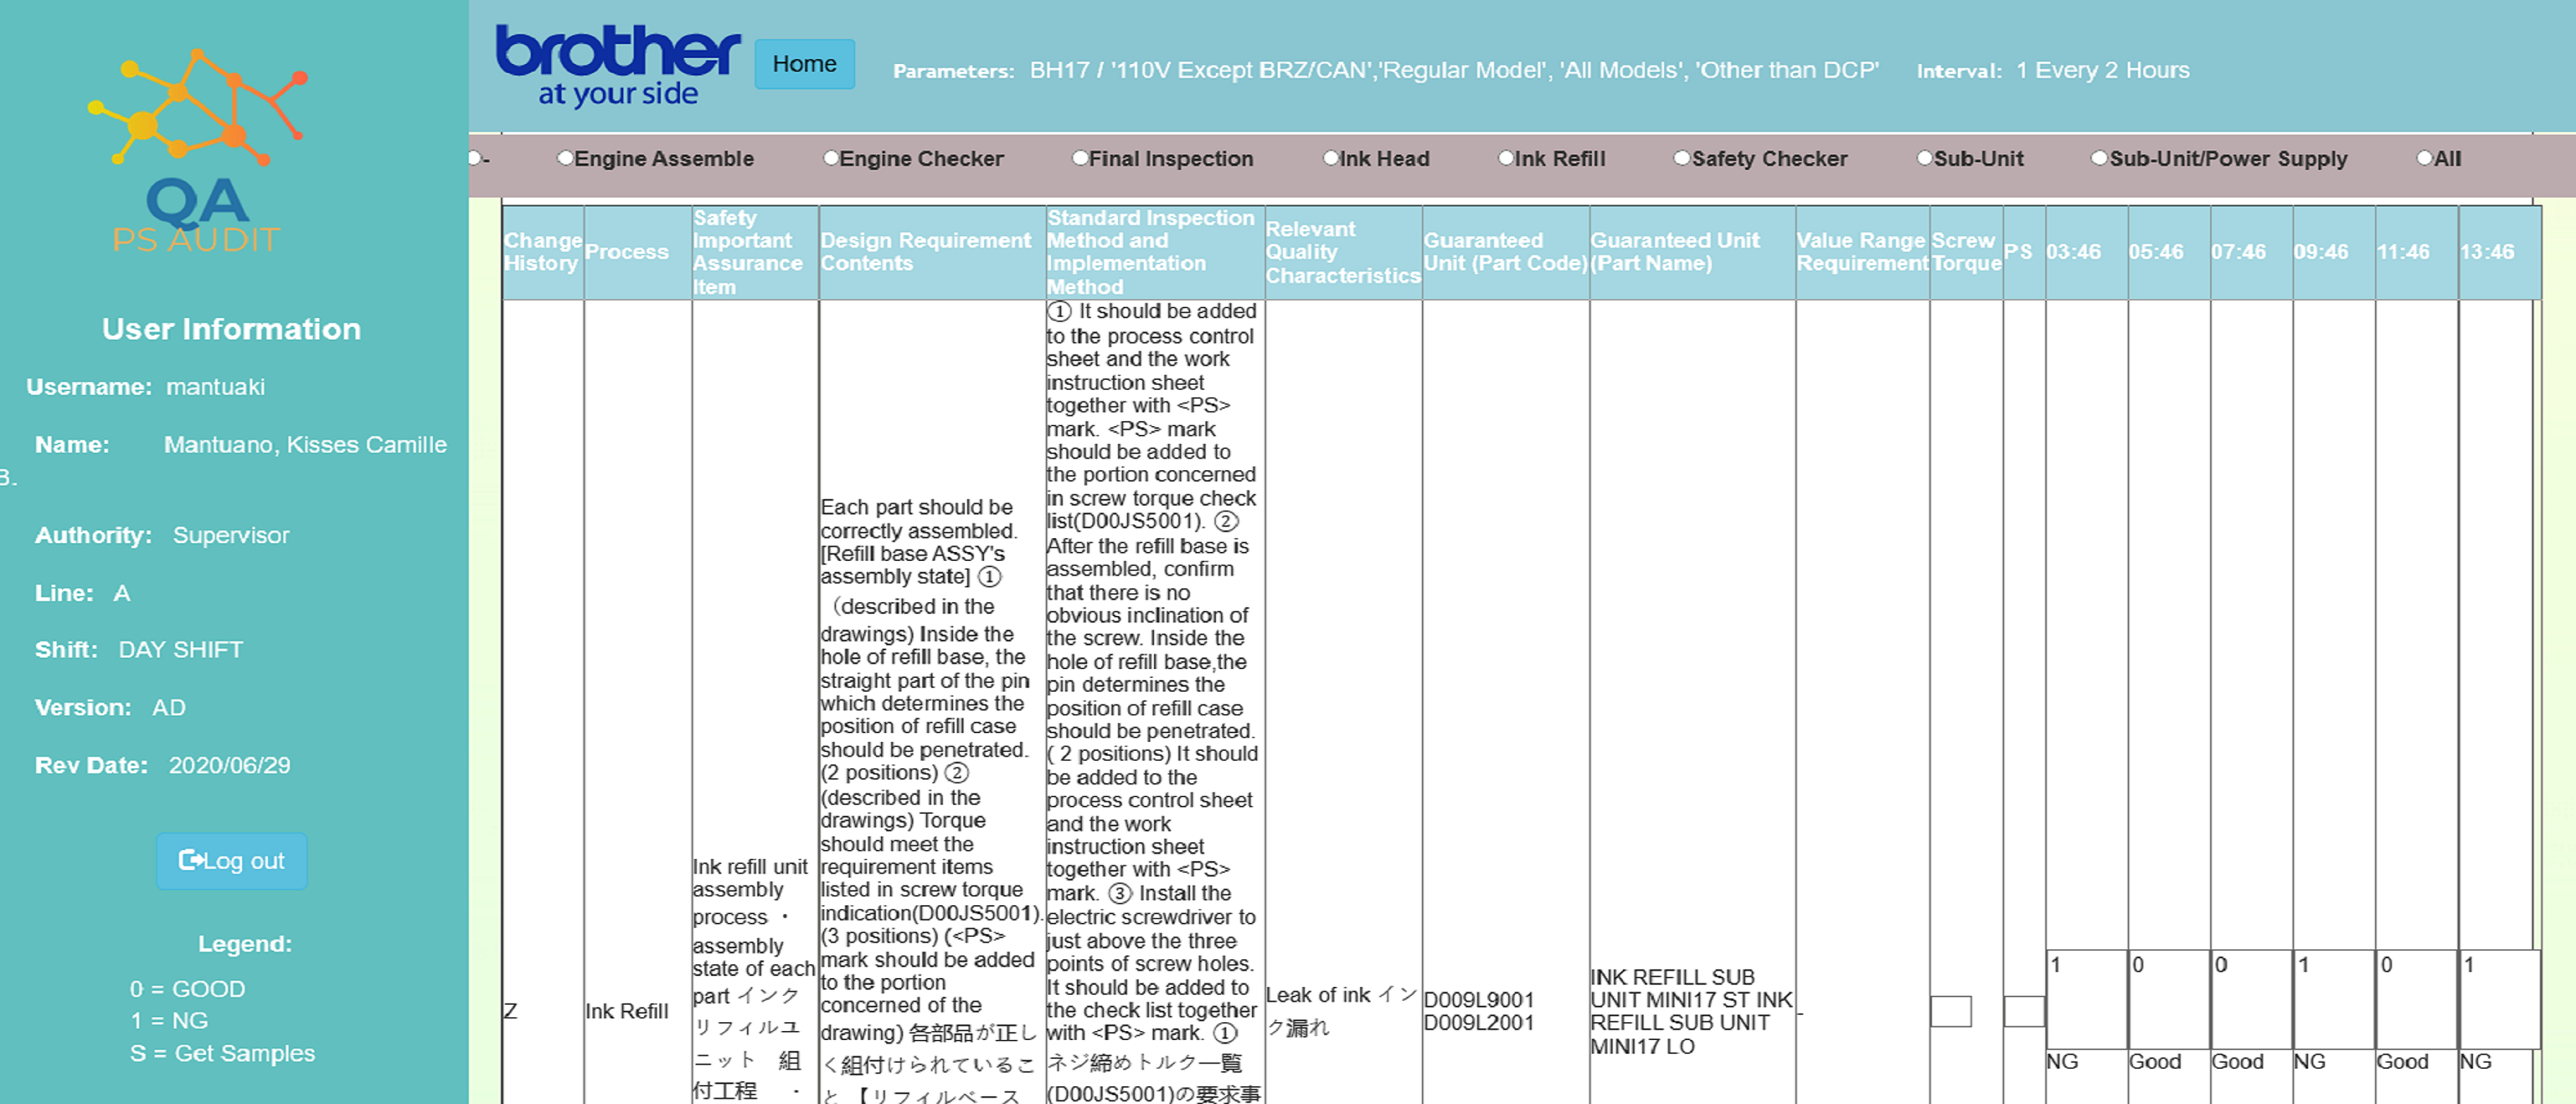 QA
PS AUDIT
User Information
Username: mantuaki
Name: Mantuano, Kisses Camille
B.
Authority: Supervisor
Line: A
Shift: DAY SHIFT
Version: AD
Rev Date: 2020/06/29
Log out
Legend:
0 = GOOD
1 = NG
S = Get Samples
brother
at your side
Home
Parameters: BH17 / '110V Except BRZ/CAN','Regular Model', 'All Models', 'Other than DCP' Interval: 1 Every 2 Hours
- Engine Assemble Engine Checker Final Inspection Ink Head Ink Refill Safety Checker Sub-Unit Sub-Unit/Power Supply All
Change
History
Process
Safety
Important
Assurance
Item
Design Requirement
Contents
Standard Inspection
Method and
Implementation
Method
Relevant
Quality
Characteristics
Guaranteed
Unit (Part Code)
Guaranteed Unit
(Part Name)
Value Range
Requirement
Screw
Torque
PS
03:46
05:46
07:46
09:46
11:46
13:46
Z
Ink Refill
Ink refill unit
assembly
process ・
assembly
state of each
part インク
リフィルユ
ニット　組
付工程　・
Each part should be
correctly assembled.
[Refill base ASSY's
assembly state] ①
（described in the
drawings) Inside the
hole of refill base, the
straight part of the pin
which determines the
position of refill case
should be penetrated.
(2 positions) ②
(described in the
drawings) Torque
should meet the
requirement items
listed in screw torque
indication(D00JS5001).
(3 positions) (<PS>
mark should be added
to the portion
concerned of the
drawing) 各部品が正し
く組付けられているこ
と 【リフィルベース
① It should be added
to the process control
sheet and the work
instruction sheet
together with <PS>
mark. <PS> mark
should be added to
the portion concerned
in screw torque check
list(D00JS5001). ②
After the refill base is
assembled, confirm
that there is no
obvious inclination of
the screw. Inside the
hole of refill base,the
pin determines the
position of refill case
should be penetrated.
( 2 positions) It should
be added to the
process control sheet
and the work
instruction sheet
together with <PS>
mark. ③ Install the
electric screwdriver to
just above the three
points of screw holes.
It should be added to
the check list together
with <PS> mark. ①
ネジ締めトルク一覧
(D00JS5001)の要求事
Leak of ink イン
ク漏れ
D009L9001
D009L2001
INK REFILL SUB
UNIT MINI17 ST INK
REFILL SUB UNIT
MINI17 LO
-
1 0 0 1 0 1
NG Good Good NG Good NG